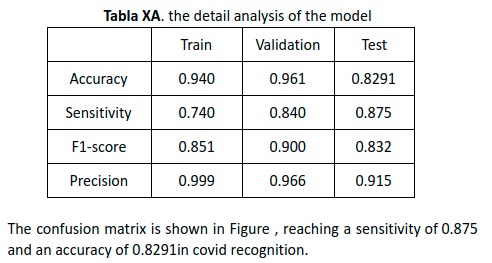 Tabla XA. the detail analysis of the model
Train Validation Test
Accuracy 0.940 0.961 0.8291
Sensitivity 0.740 0.840 0.875
F1-score 0.851 0.900 0.832
Precision 0.999 0.966 0.915
The confusion matrix is shown in Figure , reaching a sensitivity of 0.875
and an accuracy of 0.8291in covid recognition.